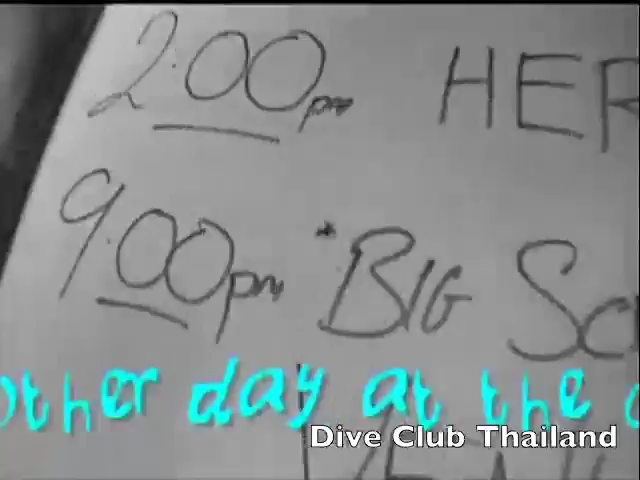 2:00pm HER
9:00pm *BIG Sc
other day at the
Dive Club Thailand